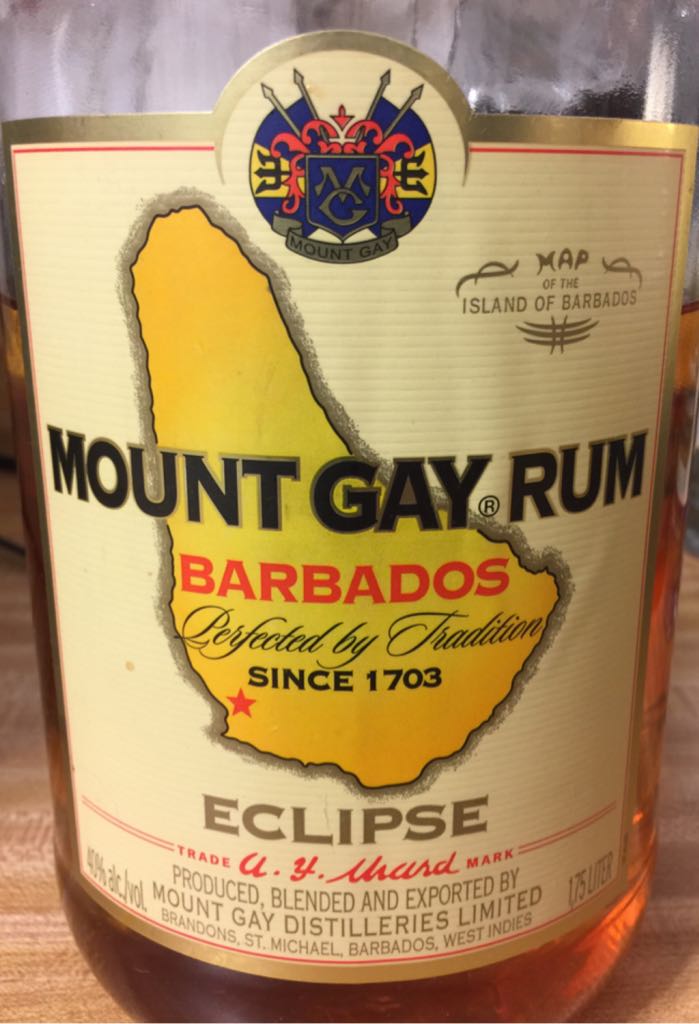 MG
MOUNT GAY
MAP
OF THE
ISLAND OF BARBADOS
MOUNT GAY® RUM
BARBADOS
Perfected by Tradition
SINCE 1703
ECLIPSE
TRADE A. F. Ward MARK
40% alc./vol.
PRODUCED, BLENDED AND EXPORTED BY
MOUNT GAY DISTILLERIES LIMITED
BRANDONS, ST. MICHAEL, BARBADOS, WEST INDIES
1,75 LITER